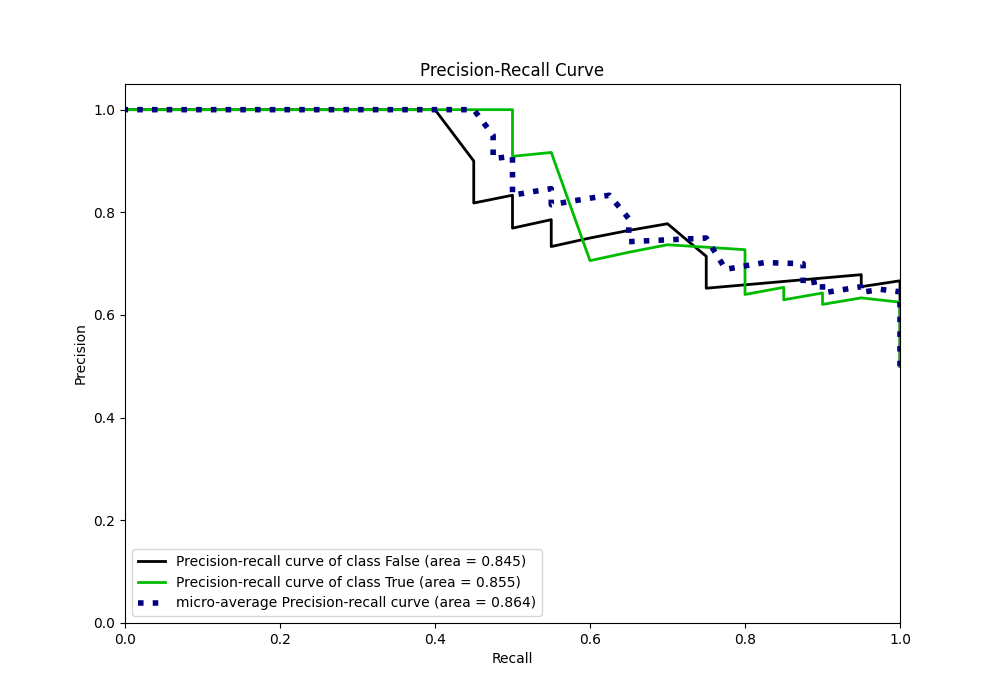 Precision-Recall Curve
1.0
0.8
0.6
0.4
0.2
0.0
Precision
Precision-recall curve of class False (area = 0.845)
Precision-recall curve of class True (area = 0.855)
micro-average Precision-recall curve (area = 0.864)
0.0 0.2 0.4 0.6 0.8 1.0
Recall